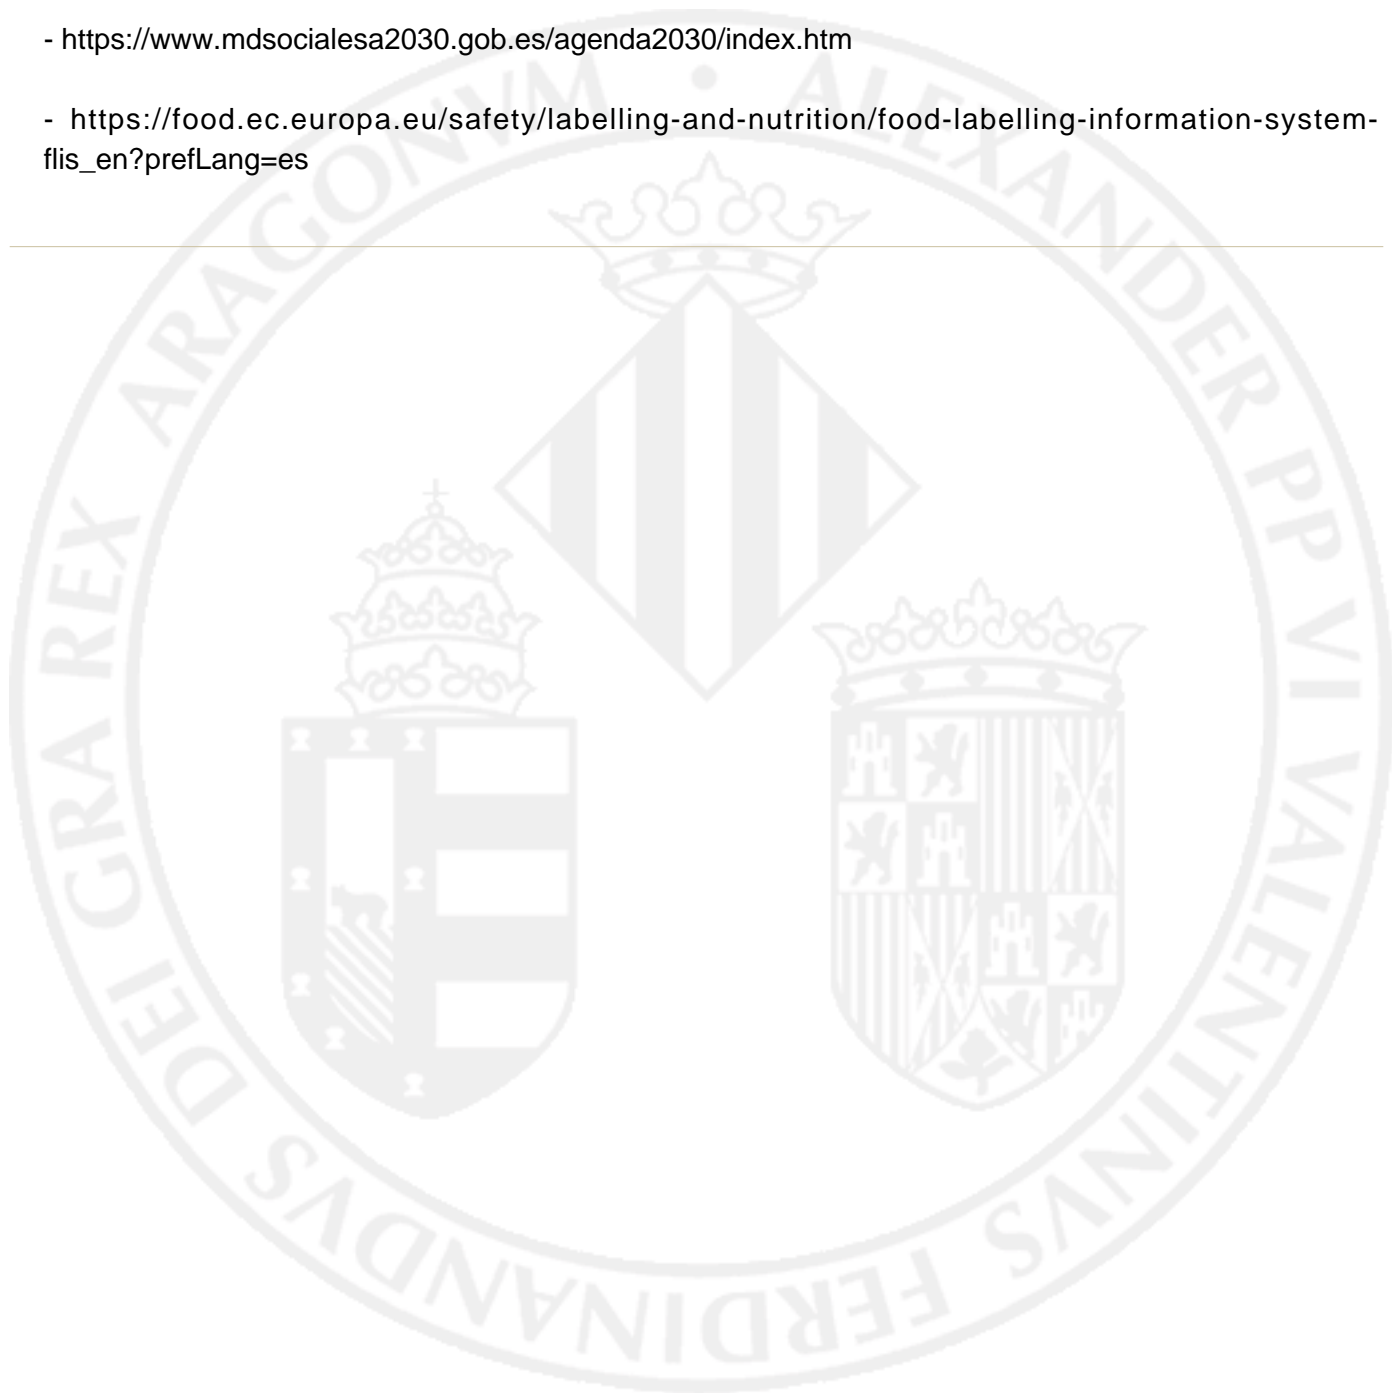 - https://www.mdsocialesa2030.gob.es/agenda2030/index.htm
- https://food.ec.europa.eu/safety/labelling-and-nutrition/food-labelling-information-system-
flis_en?prefLang=es
FERDINANDVS DEI GRA REX ARAGONVM • ALEXANDER PP VI VALENTINVS